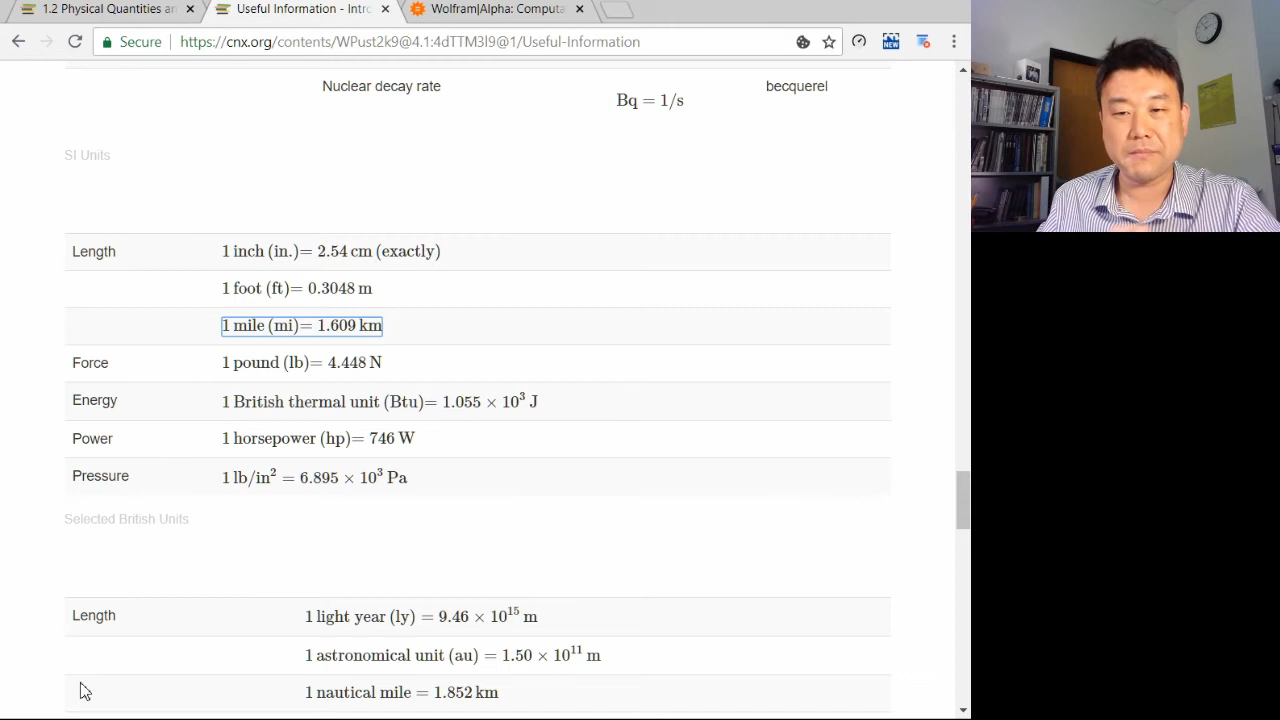 1.2 Physical Quantities an
Useful Information - Intro
Wolfram|Alpha: Computa
Secure
https://cnx.org/contents/WPust2k9@4.1:4dTTM3l9@1/Useful-Information
NEW
Nuclear decay rate
Bq = 1/s
becquerel
SI Units
Length
1 inch (in.)= 2.54 cm (exactly)
1 foot (ft)= 0.3048 m
1 mile (mi)= 1.609 km
Force
1 pound (lb)= 4.448 N
Energy
1 British thermal unit (Btu)= 1.055 × 10³ J
Power
1 horsepower (hp)= 746 W
Pressure
1 lb/in² = 6.895 × 10³ Pa
Selected British Units
Length
1 light year (ly) = 9.46 × 10¹⁵ m
1 astronomical unit (au) = 1.50 × 10¹¹ m
1 nautical mile = 1.852 km